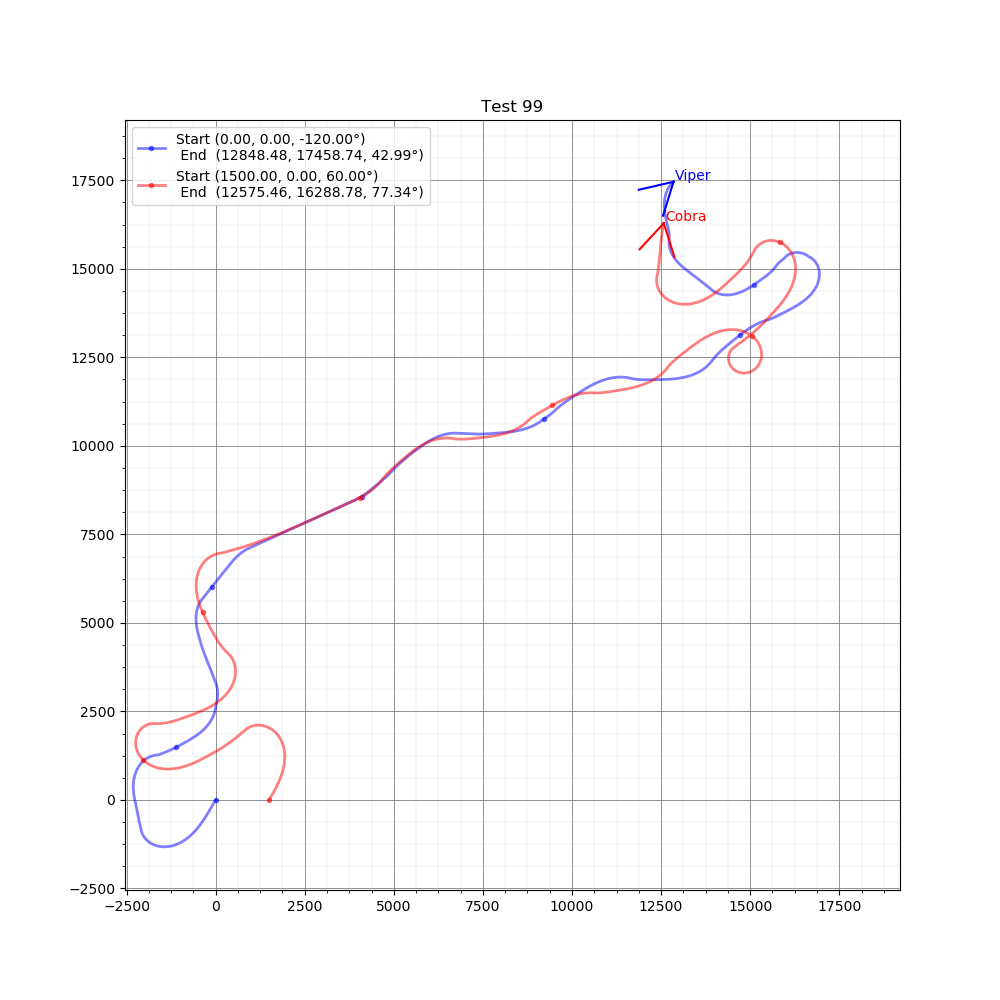 Test 99
Start (0.00, 0.00, -120.00°)
End (12848.48, 17458.74, 42.99°)
Start (1500.00, 0.00, 60.00°)
End (12575.46, 16288.78, 77.34°)
Viper
Cobra
17500
15000
12500
10000
7500
5000
2500
0
−2500
−2500 0 2500 5000 7500 10000 12500 15000 17500